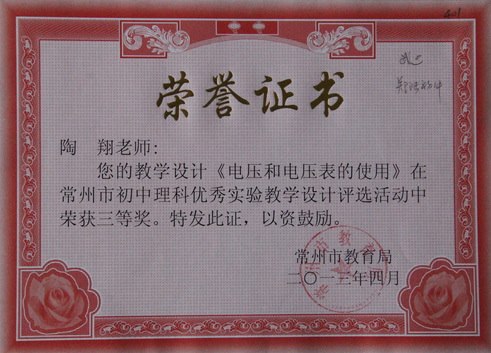 荣誉证书
陶 翔老师:
您的教学设计《电压和电压表的使用》在
常州市初中理科优秀实验教学设计评选活动中
荣获三等奖。特发此证，以资鼓励。
常州市教育局
二〇一三年四月
4-1